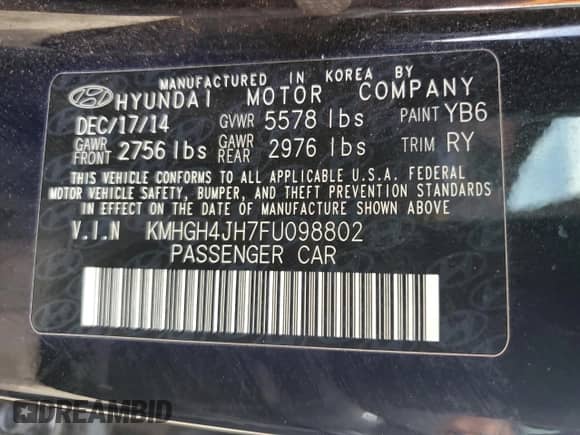 MANUFACTURED IN KOREA BY
HYUNDAI MOTOR COMPANY
DEC/17/14 GVWR 5578 lbs PAINT YB6
GAWR FRONT 2756 lbs GAWR REAR 2976 lbs TRIM RY
THIS VEHICLE CONFORMS TO ALL APPLICABLE U.S.A. FEDERAL
MOTOR VEHICLE SAFETY, BUMPER, AND THEFT PREVENTION STANDARDS
IN EFFECT ON THE DATE OF MANUFACTURE SHOWN ABOVE
V.I.N KMHGH4JH7FU098802
PASSENGER CAR
DREAMBID